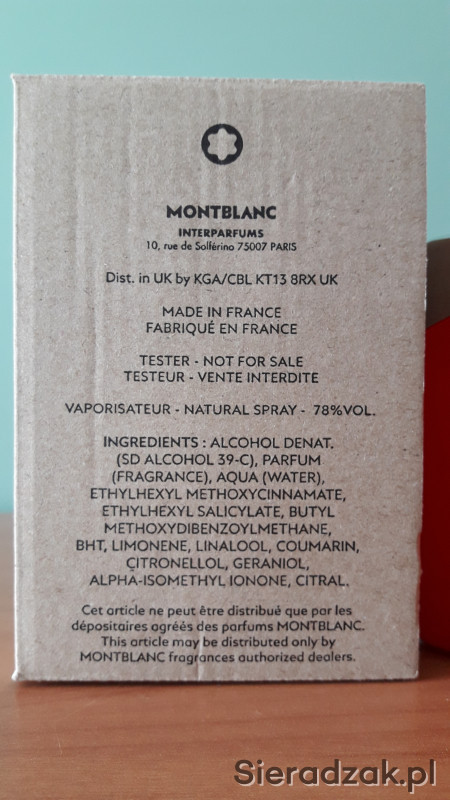 MONTBLANC
INTERPARFUMS
10, rue de Solférino 75007 PARIS
Dist. in UK by KGA/CBL KT13 8RX UK
MADE IN FRANCE
FABRIQUÉ EN FRANCE
TESTER - NOT FOR SALE
TESTEUR - VENTE INTERDITE
VAPORISATEUR - NATURAL SPRAY - 78%VOL.
INGREDIENTS : ALCOHOL DENAT.
(SD ALCOHOL 39-C), PARFUM
(FRAGRANCE), AQUA (WATER),
ETHYLHEXYL METHOXYCINNAMATE,
ETHYLHEXYL SALICYLATE, BUTYL
METHOXYDIBENZOYLMETHANE,
BHT, LIMONENE, LINALOOL, COUMARIN,
CITRONELLOL, GERANIOL,
ALPHA-ISOMETHYL IONONE, CITRAL.
Cet article ne peut être distribué que par les
dépositaires agréés des parfums MONTBLANC.
This article may be distributed only by
MONTBLANC fragrances authorized dealers.
Sieradzak.pl